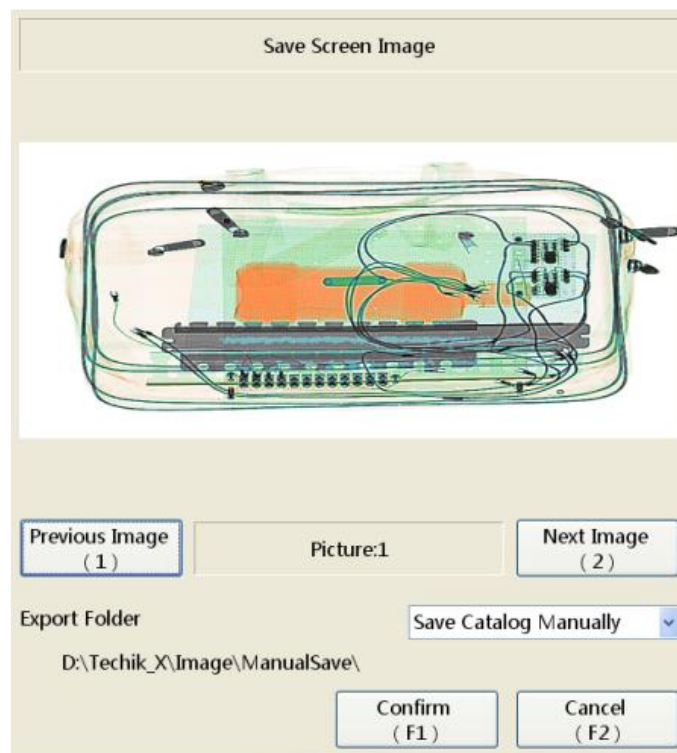 Save Screen Image
Previous Image
( 1 )
Picture:1
Next Image
( 2 )
Export Folder
Save Catalog Manually
D:\Techik_X\Image\ManualSave\
Confirm
( F1 )
Cancel
( F2 )